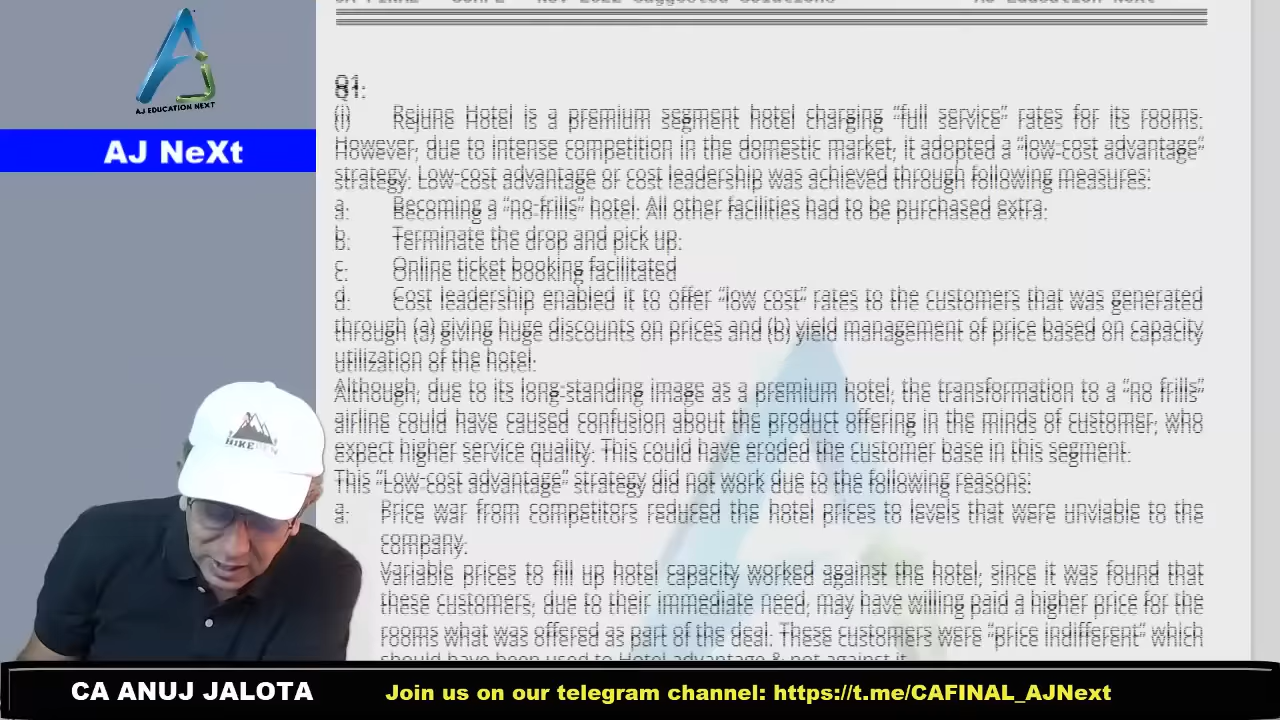 AJ EDUCATION NEXT
AJ NeXt
Q1:
(i) Rejune Hotel is a premium segment hotel charging “full service” rates for its rooms.
However, due to intense competition in the domestic market, it adopted a “low-cost advantage”
strategy. Low-cost advantage or cost leadership was achieved through following measures:
a. Becoming a “no-frills” hotel. All other facilities had to be purchased extra.
b. Terminate the drop and pick up.
c. Online ticket booking facilitated
d. Cost leadership enabled it to offer “low cost” rates to the customers that was generated
through (a) giving huge discounts on prices and (b) yield management of price based on capacity
utilization of the hotel.
Although, due to its long-standing image as a premium hotel, the transformation to a “no frills”
airline could have caused confusion about the product offering in the minds of customer, who
expect higher service quality. This could have eroded the customer base in this segment.
This “Low-cost advantage” strategy did not work due to the following reasons:
a. Price war from competitors reduced the hotel prices to levels that were unviable to the
company.
Variable prices to fill up hotel capacity worked against the hotel, since it was found that
these customers, due to their immediate need, may have willing paid a higher price for the
rooms what was offered as part of the deal. These customers were “price indifferent” which
should have been used to Hotel advantage & not against it.
CA ANUJ JALOTA
Join us on our telegram channel: https://t.me/CAFINAL_AJNext